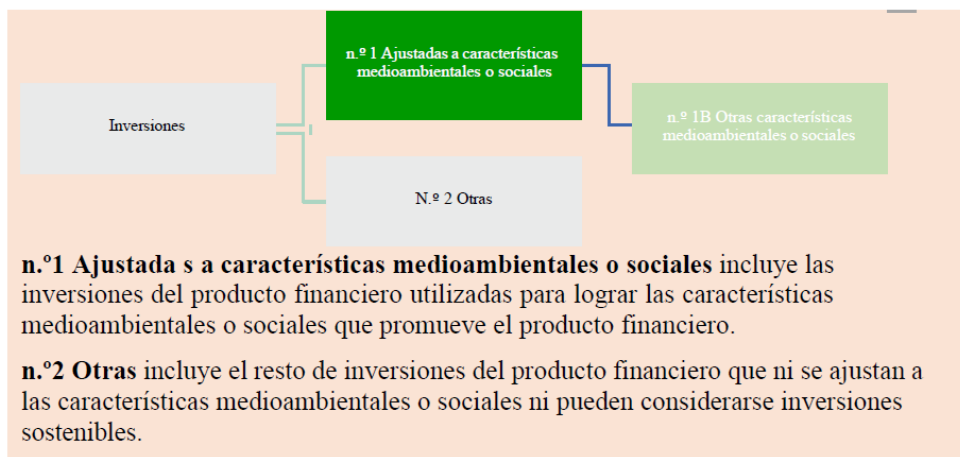 n.º 1 Ajustadas a características
medioambientales o sociales
Inversiones
n.º 1B Otras características
medioambientales o sociales
N.º 2 Otras
n.º1 Ajustada s a características medioambientales o sociales incluye las
inversiones del producto financiero utilizadas para lograr las características
medioambientales o sociales que promueve el producto financiero.
n.º2 Otras incluye el resto de inversiones del producto financiero que ni se ajustan a
las características medioambientales o sociales ni pueden considerarse inversiones
sostenibles.